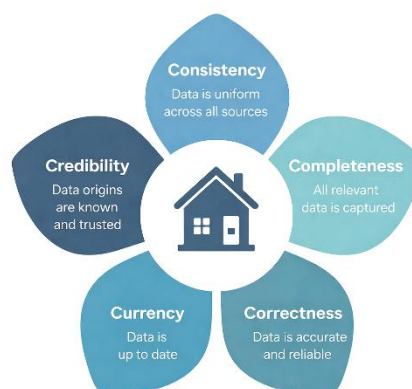 Consistency
Data is uniform
across all sources
Completeness
All relevant
data is captured
Correctness
Data is accurate
and reliable
Currency
Data is
up to date
Credibility
Data origins
are known
and trusted